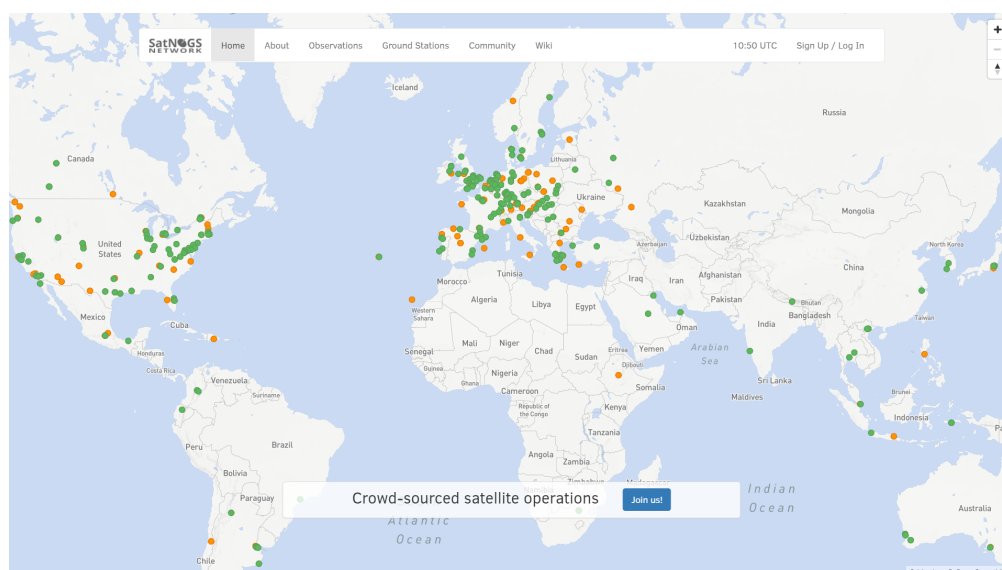 SatNOGS
NETWORK
Home
About
Observations
Ground Stations
Community
Wiki
10:50 UTC
Sign Up / Log In
+
−
Iceland
Russia
Canada
Lithuania
Ukraine
Kazakhstan
Mongolia
United
States
Uzbekistan
Azerbaijan
North Korea
China
Tunisia
Morocco
Iraq
Iran
Afghanistan
Algeria
Libya
Egypt
Pakistan
Western
Sahara
Bhutan
Bangladesh
Mexico
Cuba
Oman
India
Taiwan
Mali
Niger
Chad
Sudan
Eritrea
Yemen
Arabian
Sea
Honduras
Senegal
Djibouti
Guinea
Costa Rica
Nigeria
Ghana
Cameroon
Somalia
Sri Lanka
Maldives
Venezuela
Suriname
Brunei
Republic of
the Congo
Kenya
Indonesia
Tanzania
Peru
Brazil
Angola
Zambia
Bolivia
Zimbabwe
Madagascar
Namibia
Indian
Ocean
Paraguay
Crowd-sourced satellite operations
Join us!
Australia
Atlantic
Ocean
Chile